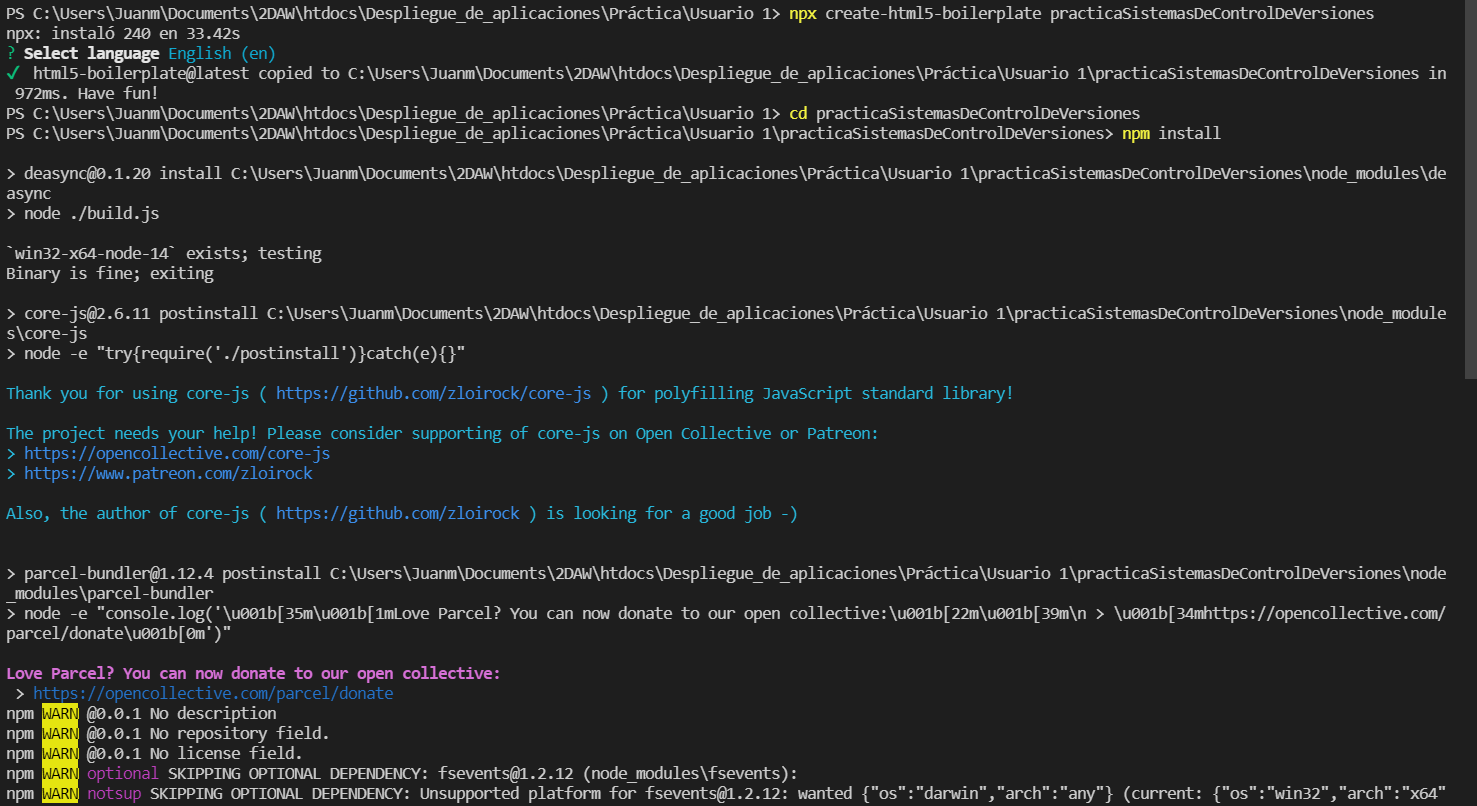 PS C:\Users\Juanm\Documents\2DAW\htdocs\Despliegue_de_aplicaciones\Práctica\Usuario 1> npx create-html5-boilerplate practicaSistemasDeControlDeVersiones
npx: instaló 240 en 33.42s
? Select language English (en)
✓ html5-boilerplate@latest copied to C:\Users\Juanm\Documents\2DAW\htdocs\Despliegue_de_aplicaciones\Práctica\Usuario 1\practicaSistemasDeControlDeVersiones in
 972ms. Have fun!
PS C:\Users\Juanm\Documents\2DAW\htdocs\Despliegue_de_aplicaciones\Práctica\Usuario 1> cd practicaSistemasDeControlDeVersiones
PS C:\Users\Juanm\Documents\2DAW\htdocs\Despliegue_de_aplicaciones\Práctica\Usuario 1\practicaSistemasDeControlDeVersiones> npm install
> deasync@0.1.20 install C:\Users\Juanm\Documents\2DAW\htdocs\Despliegue_de_aplicaciones\Práctica\Usuario 1\practicaSistemasDeControlDeVersiones\node_modules\de
async
> node ./build.js
`win32-x64-node-14` exists; testing
Binary is fine; exiting
> core-js@2.6.11 postinstall C:\Users\Juanm\Documents\2DAW\htdocs\Despliegue_de_aplicaciones\Práctica\Usuario 1\practicaSistemasDeControlDeVersiones\node_module
s\core-js
> node -e "try{require('./postinstall')}catch(e){}"
Thank you for using core-js ( https://github.com/zloirock/core-js ) for polyfilling JavaScript standard library!
The project needs your help! Please consider supporting of core-js on Open Collective or Patreon:
> https://opencollective.com/core-js
> https://www.patreon.com/zloirock
Also, the author of core-js ( https://github.com/zloirock ) is looking for a good job -)
> parcel-bundler@1.12.4 postinstall C:\Users\Juanm\Documents\2DAW\htdocs\Despliegue_de_aplicaciones\Práctica\Usuario 1\practicaSistemasDeControlDeVersiones\node
_modules\parcel-bundler
> node -e "console.log('\u001b[35m\u001b[1mLove Parcel? You can now donate to our open collective:\u001b[22m\u001b[39m\n > \u001b[34mhttps://opencollective.com/
parcel/donate\u001b[0m')"
Love Parcel? You can now donate to our open collective:
 > https://opencollective.com/parcel/donate
npm WARN @0.0.1 No description
npm WARN @0.0.1 No repository field.
npm WARN @0.0.1 No license field.
npm WARN optional SKIPPING OPTIONAL DEPENDENCY: fsevents@1.2.12 (node_modules\fsevents):
npm WARN notsup SKIPPING OPTIONAL DEPENDENCY: Unsupported platform for fsevents@1.2.12: wanted {"os":"darwin","arch":"any"} (current: {"os":"win32","arch":"x64"